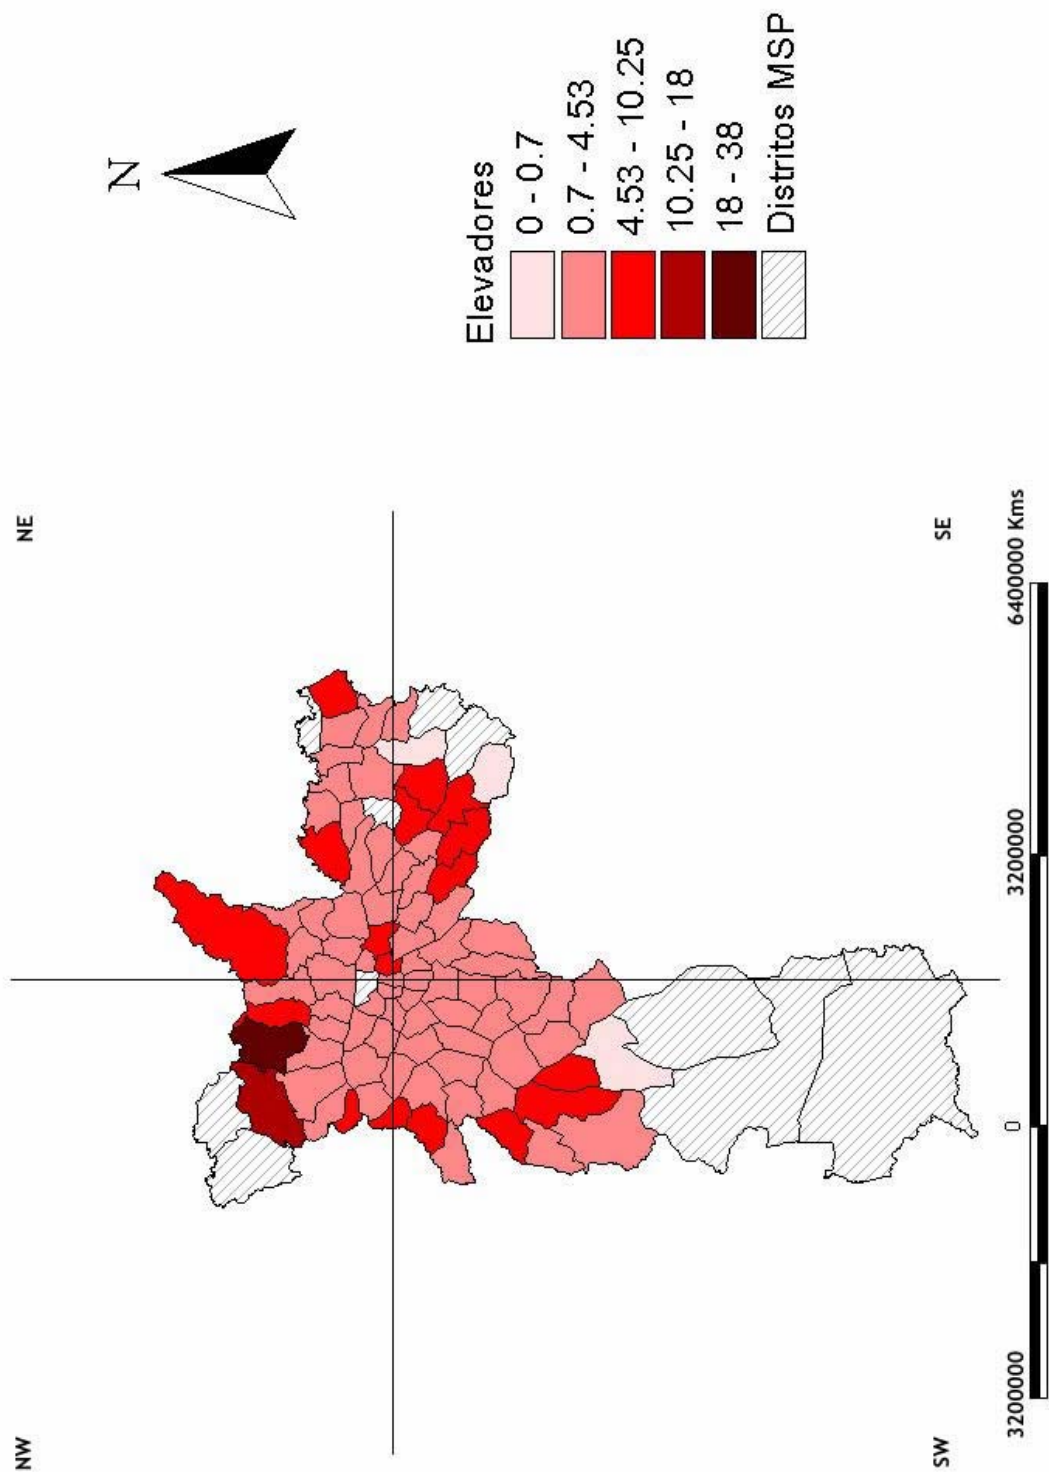 NW
NE
N
Elevadores
0 - 0.7
0.7 - 4.53
4.53 - 10.25
10.25 - 18
18 - 38
Distritos MSP
SW
SE
3200000 0 3200000 6400000 Kms